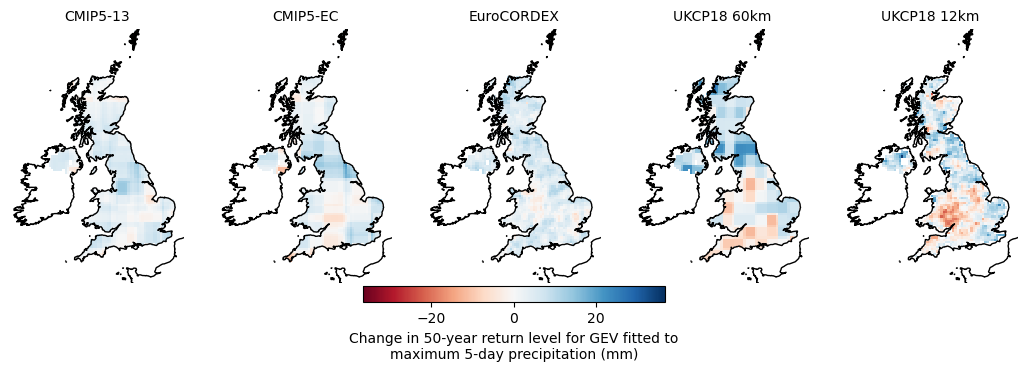 CMIP5-13 CMIP5-EC EuroCORDEX UKCP18 60km UKCP18 12km
−20 0 20
Change in 50-year return level for GEV fitted to
maximum 5-day precipitation (mm)